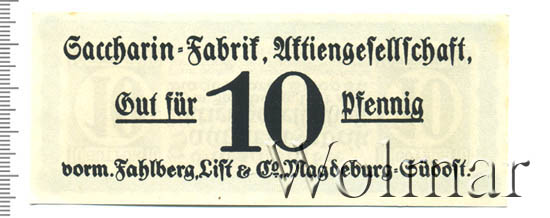 Saccharin-Fabrik, Aktiengesellschaft,
Gut für 10 Pfennig
vorm. Fahlberg, List & Co. Magdeburg-Südost.
Wolmar